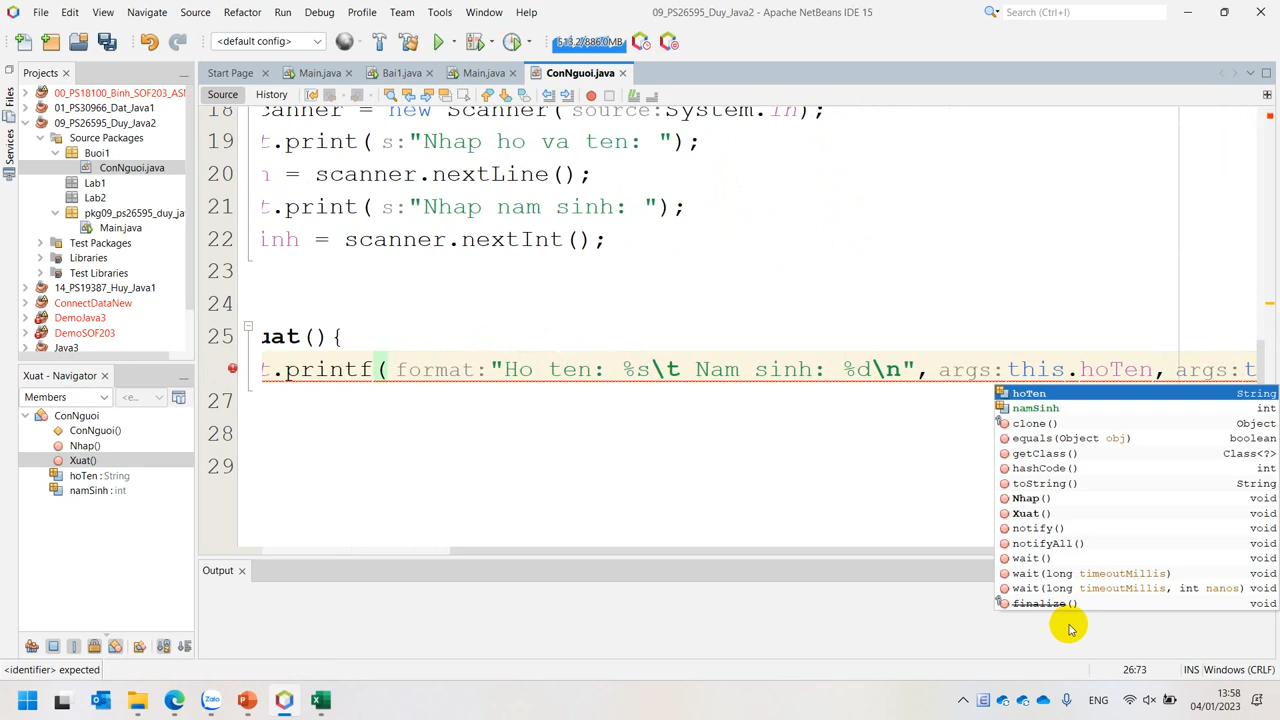 File Edit View Navigate Source Refactor Run Debug Profile Team Tools Window Help
09_PS26595_Duy_Java2 - Apache NetBeans IDE 15
Search (Ctrl+I)
<default config>
513,2/886,0MB
Projects
Start Page
Main.java
Bai1.java
Main.java
ConNguoi.java
Files
Services
00_PS18100_Binh_SOF203_ASM
01_PS30966_Dat_Java1
09_PS26595_Duy_Java2
Source Packages
Buoi1
ConNguoi.java
Lab1
Lab2
pkg09_ps26595_duy_ja
Main.java
Test Packages
Libraries
Test Libraries
14_PS19387_Huy_Java1
ConnectDataNew
DemoJava3
DemoSOF203
Java3
Source History
18 canner = new Scanner(source:System.in);
19 t.print(s:"Nhap ho va ten: ");
20 n = scanner.nextLine();
21 t.print(s:"Nhap nam sinh: ");
22 inh = scanner.nextInt();
23
24
25 uat(){
26 t.printf(format:"Ho ten: %s\t Nam sinh: %d\n", args:this.hoTen, args:t
27
28
29
hoTen String
namSinh int
clone() Object
equals(Object obj) boolean
getClass() Class<?>
hashCode() int
toString() String
Nhap() void
Xuat() void
notify() void
notifyAll() void
wait() void
wait(long timeoutMillis) void
wait(long timeoutMillis, int nanos) void
finalize() void
Xuat - Navigator
Members
<e...
ConNguoi
ConNguoi()
Nhap()
Xuat()
hoTen : String
namSinh : int
Output
<identifier> expected
26:73
INS
Windows (CRLF)
ENG
13:58
04/01/2023